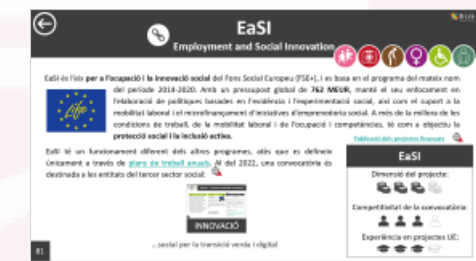 EaSI
Employment and Social Innovation
EaSI és l'eix per a l'ocupació i la innovació social del Fons Social Europeu (FSE+), i es basa en el programa del mateix nom
del període 2014-2020. Amb un pressupost global de 762 MEUR, manté el seu enfocament en
l'elaboració de polítiques basades en l'evidència i l'experimentació social, així com el suport a la
mobilitat laboral i el microfinançament d'iniciatives d'emprenedoria social. A més de la millora de les
condicions de treball, de la mobilitat laboral i de l'ocupació i competències, té com a objectiu la
protecció social i la inclusió activa.
Life
Publicació dels projectes finançats
EaSI té un funcionament diferent dels altres programes, atès que es defineix
únicament a través de plans de treball anuals. Al del 2022, una convocatòria és
destinada a les entitats del tercer sector social:
INNOVACIÓ
...social per la transició verda i digital
EaSI
Dimensió del projecte:
Competitivitat de la convocatòria:
Experiència en projectes UE:
81